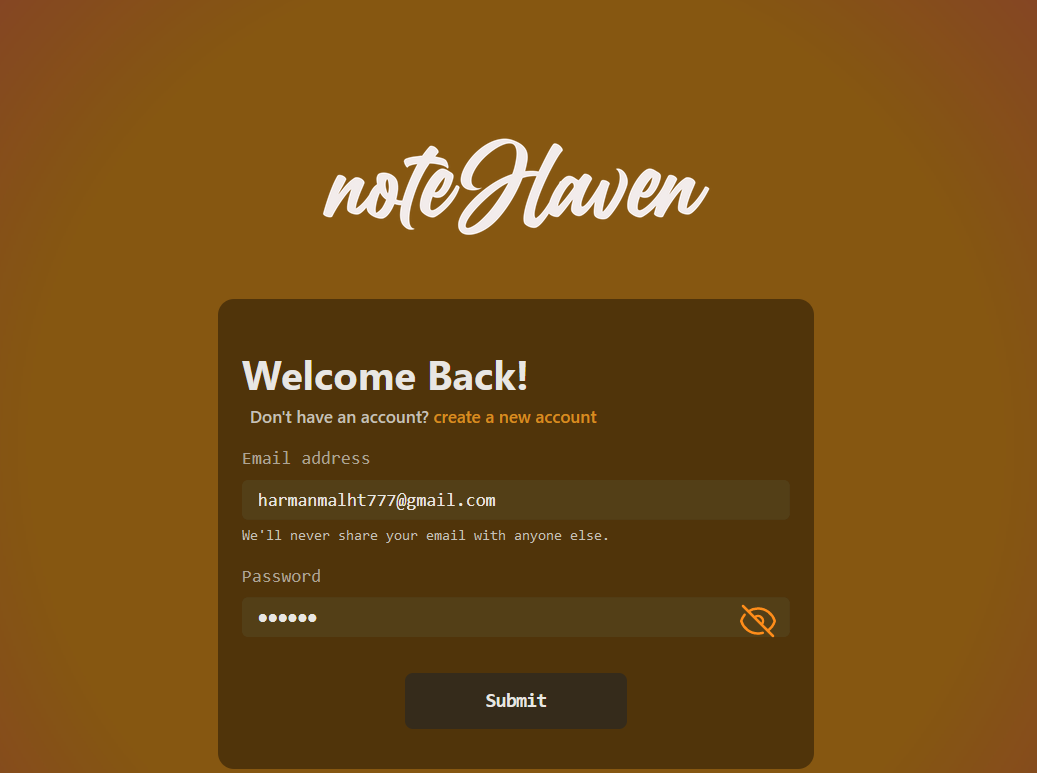 noteHaven
Welcome Back!
Don't have an account? create a new account
Email address
harmanmalht777@gmail.com
We'll never share your email with anyone else.
Password
••••••
Submit